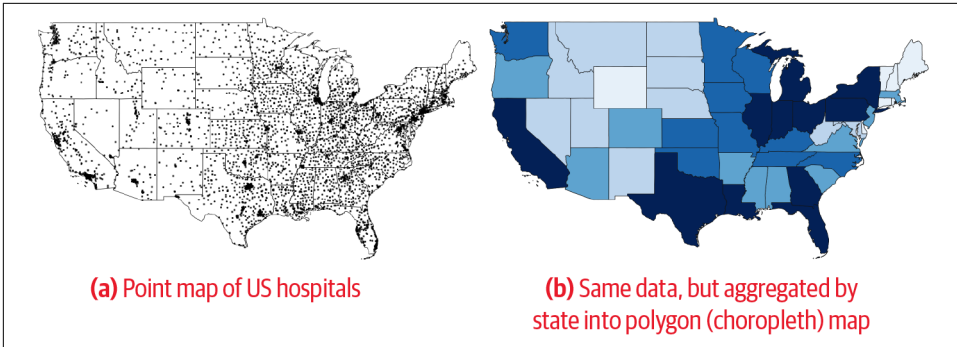 (a) Point map of US hospitals
(b) Same data, but aggregated by
state into polygon (choropleth) map